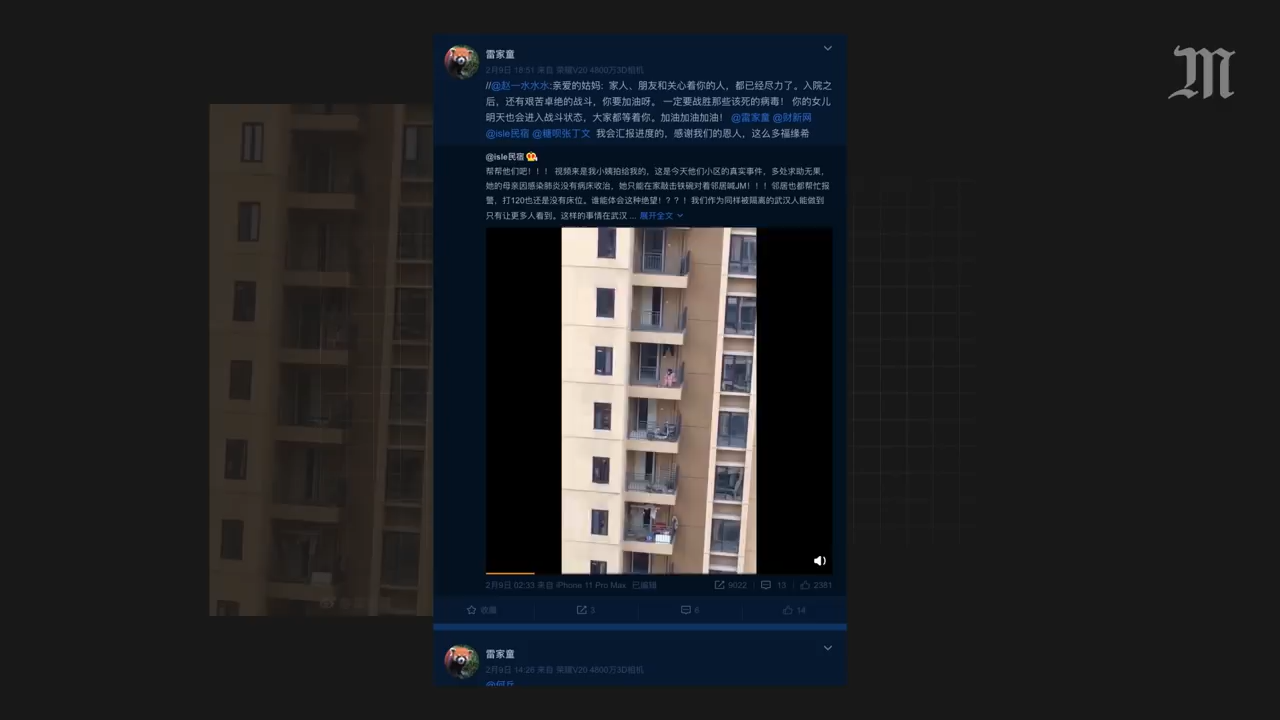 M
雷家童
2月9日 18:51 来自 荣耀V20 4800万3D相机
//@赵一水水水:亲爱的姑妈：家人、朋友和关心着你的人，都已经尽力了。入院之
后，还有艰苦卓绝的战斗，你要加油呀。 一定要战胜那些该死的病毒！ 你的女儿
明天也会进入战斗状态，大家都等着你。加油加油加油！ @雷家童 @财新网
@isle民宿 @糖呗张丁文 我会汇报进度的，感谢我们的恩人，这么多福缘希
@isle民宿
帮帮他们吧！！！ 视频来是我小姨拍给我的，这是今天他们小区的真实事件，多处求助无果，
她的母亲因感染肺炎没有病床收治，她只能在家敲击铁碗对着邻居喊JM！！！邻居也都帮忙报
警，打120也还是没有床位。谁能体会这种绝望！？？！我们作为同样被隔离的武汉人能做到
只有让更多人看到。这样的事情在武汉 ... 展开全文
2月9日 02:33 来自 iPhone 11 Pro Max 已编辑 9022 13 2381
收藏 3 6 14
雷家童
2月9日 14:26 来自 荣耀V20 4800万3D相机